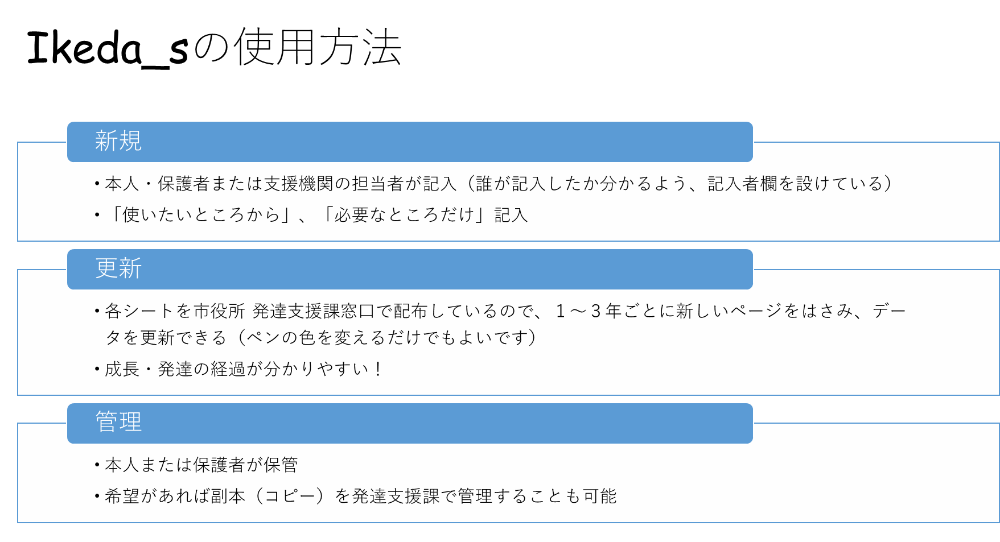 Ikeda_sの使用方法
新規
・本人・保護者または支援機関の担当者が記入（誰が記入したか分かるよう、記入者欄を設けている）
・「使いたいところから」、「必要なところだけ」記入
更新
・各シートを市役所 発達支援課窓口で配布しているので、１～３年ごとに新しいページをはさみ、デー
タを更新できる（ペンの色を変えるだけでもよいです）
・成長・発達の経過が分かりやすい！
管理
・本人または保護者が保管
・希望があれば副本（コピー）を発達支援課で管理することも可能